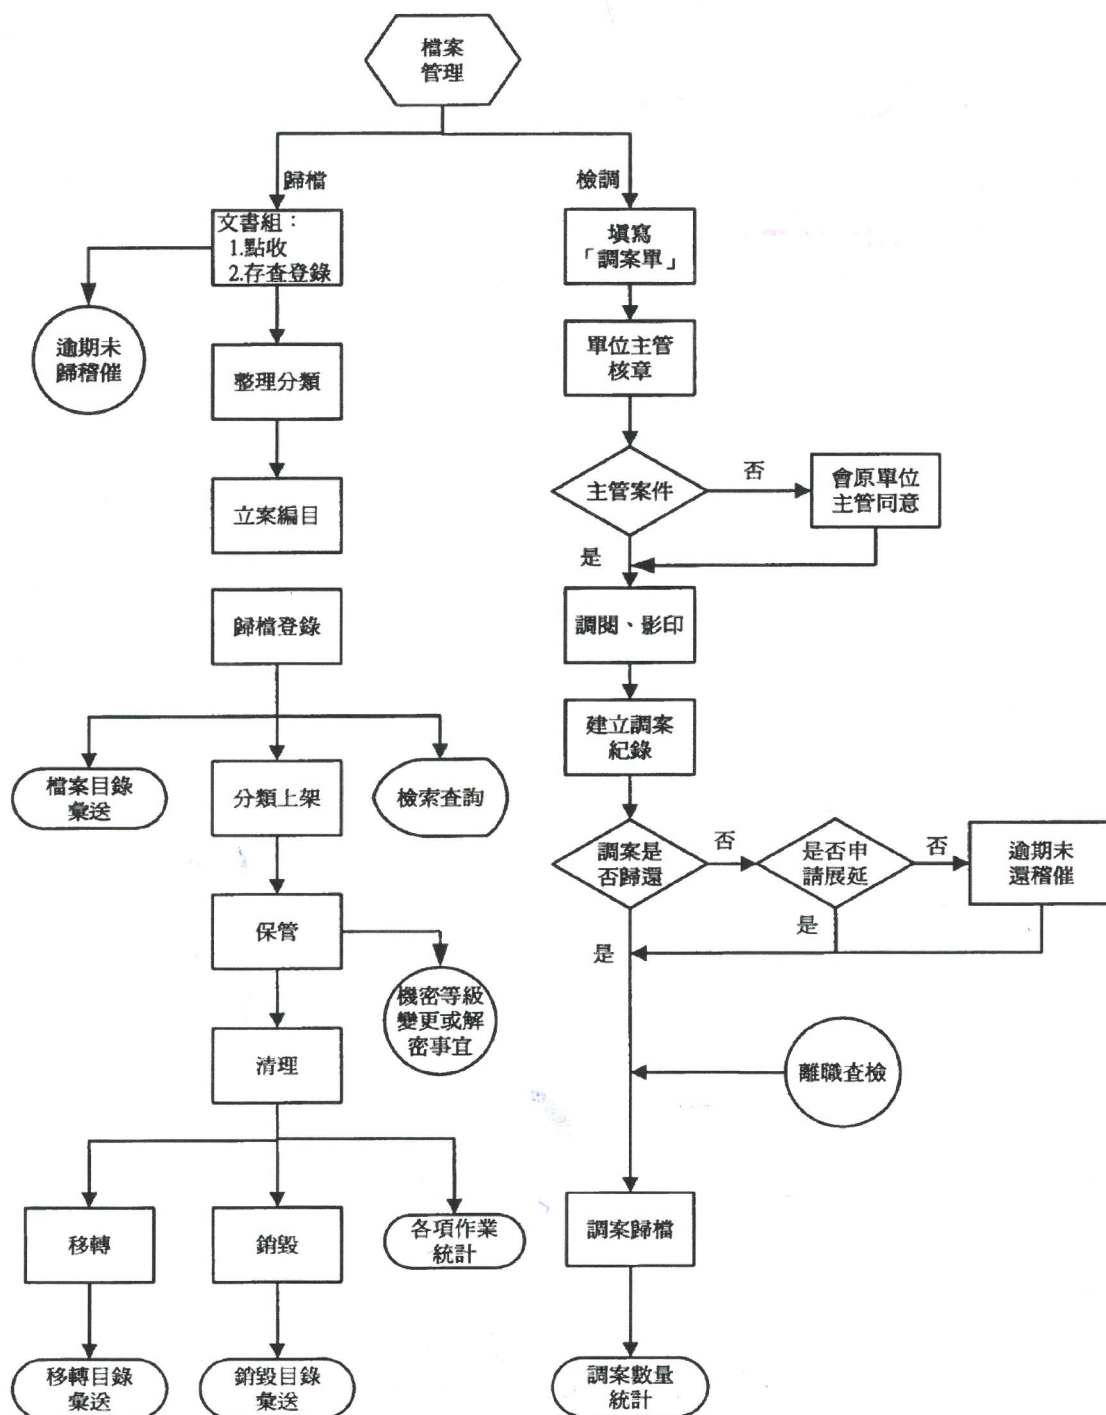 檔案
管理
歸檔
檢調
文書組：
1.點收
2.存查登錄
逾期未
歸稽催
整理分類
立案編目
歸檔登錄
檔案目錄
彙送
分類上架
檢索查詢
保管
機密等級
變更或解
密事宜
清理
移轉
銷毀
各項作業
統計
移轉目錄
彙送
銷毀目錄
彙送
填寫
「調案單」
單位主管
核章
主管案件
否
會原單位
主管同意
是
調閱、影印
建立調案
紀錄
調案是
否歸還
否
是否申
請展延
否
逾期未
還稽催
是
是
離職查檢
調案歸檔
調案數量
統計